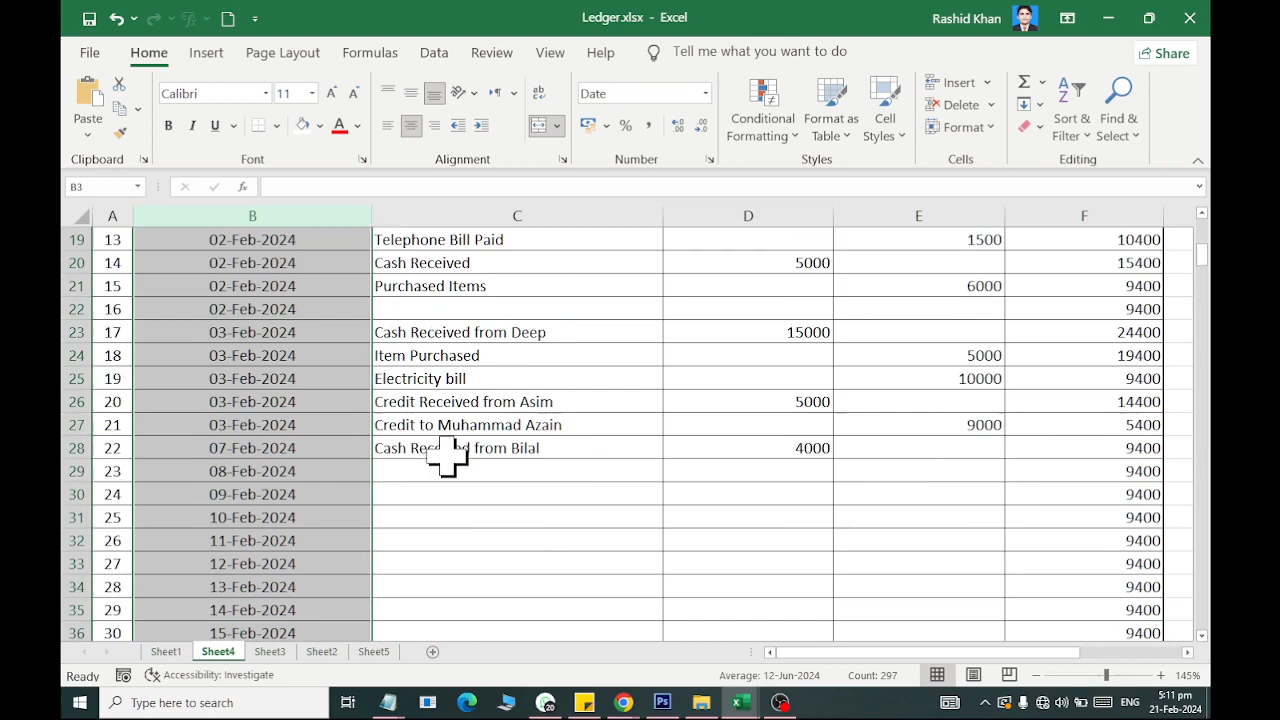 Ledger.xlsx - Excel
Rashid Khan
File Home Insert Page Layout Formulas Data Review View Help Tell me what you want to do Share
Paste
Calibri 11
B I U A
ab
Date
% ,
Conditional Formatting
Format as Table
Cell Styles
Insert
Delete
Format
Sort & Filter
Find & Select
Clipboard Font Alignment Number Styles Cells Editing
B3 fx
A B C D E F
19 13 02-Feb-2024 Telephone Bill Paid 1500 10400
20 14 02-Feb-2024 Cash Received 5000 15400
21 15 02-Feb-2024 Purchased Items 6000 9400
22 16 02-Feb-2024 9400
23 17 03-Feb-2024 Cash Received from Deep 15000 24400
24 18 03-Feb-2024 Item Purchased 5000 19400
25 19 03-Feb-2024 Electricity bill 10000 9400
26 20 03-Feb-2024 Credit Received from Asim 5000 14400
27 21 03-Feb-2024 Credit to Muhammad Azain 9000 5400
28 22 07-Feb-2024 Cash Received from Bilal 4000 9400
29 23 08-Feb-2024 9400
30 24 09-Feb-2024 9400
31 25 10-Feb-2024 9400
32 26 11-Feb-2024 9400
33 27 12-Feb-2024 9400
34 28 13-Feb-2024 9400
35 29 14-Feb-2024 9400
36 30 15-Feb-2024 9400
Sheet1 Sheet4 Sheet3 Sheet2 Sheet5
Ready Accessibility: Investigate Average: 12-Jun-2024 Count: 297 145%
Type here to search
ENG
5:11 pm
21-Feb-2024